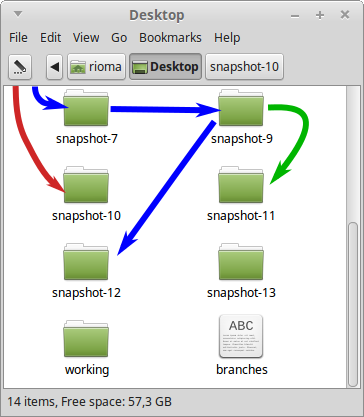 Desktop
File Edit View Go Bookmarks Help
rioma Desktop snapshot-10
snapshot-7 snapshot-9
snapshot-10 snapshot-11
snapshot-12 snapshot-13
ABC
working branches
14 items, Free space: 57,3 GB